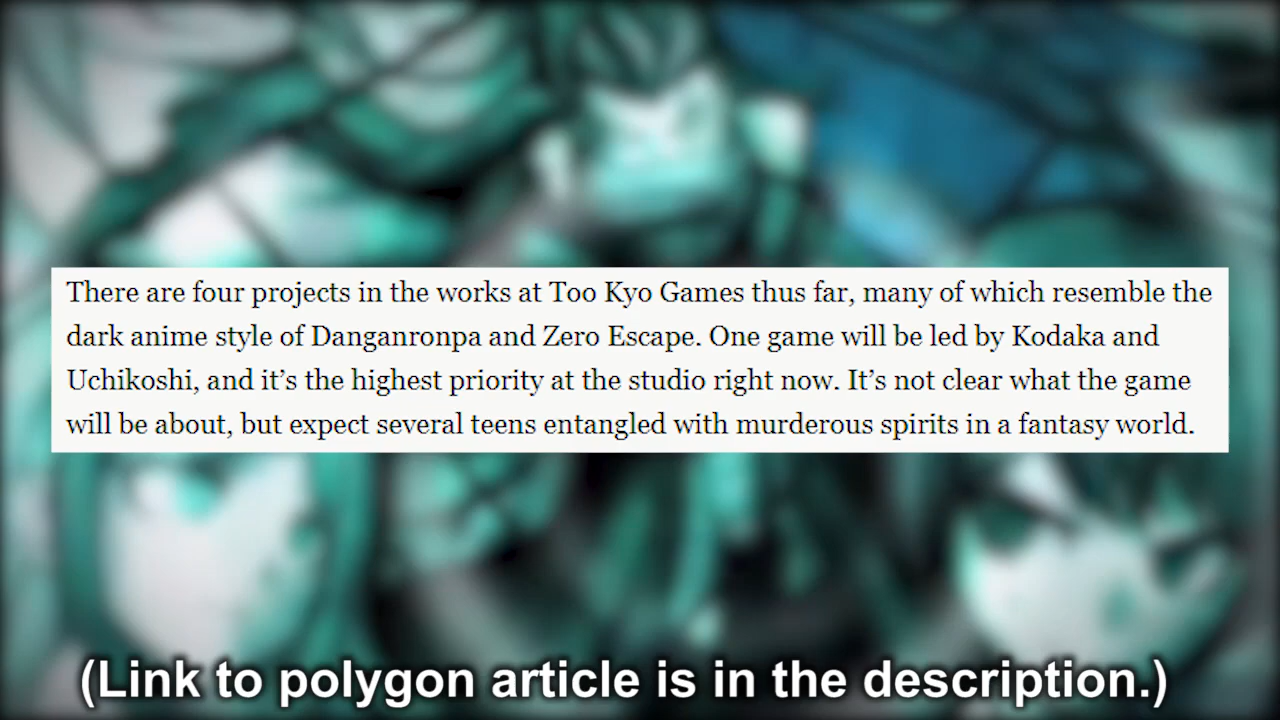 There are four projects in the works at Too Kyo Games thus far, many of which resemble the
dark anime style of Danganronpa and Zero Escape. One game will be led by Kodaka and
Uchikoshi, and it’s the highest priority at the studio right now. It’s not clear what the game
will be about, but expect several teens entangled with murderous spirits in a fantasy world.
(Link to polygon article is in the description.)